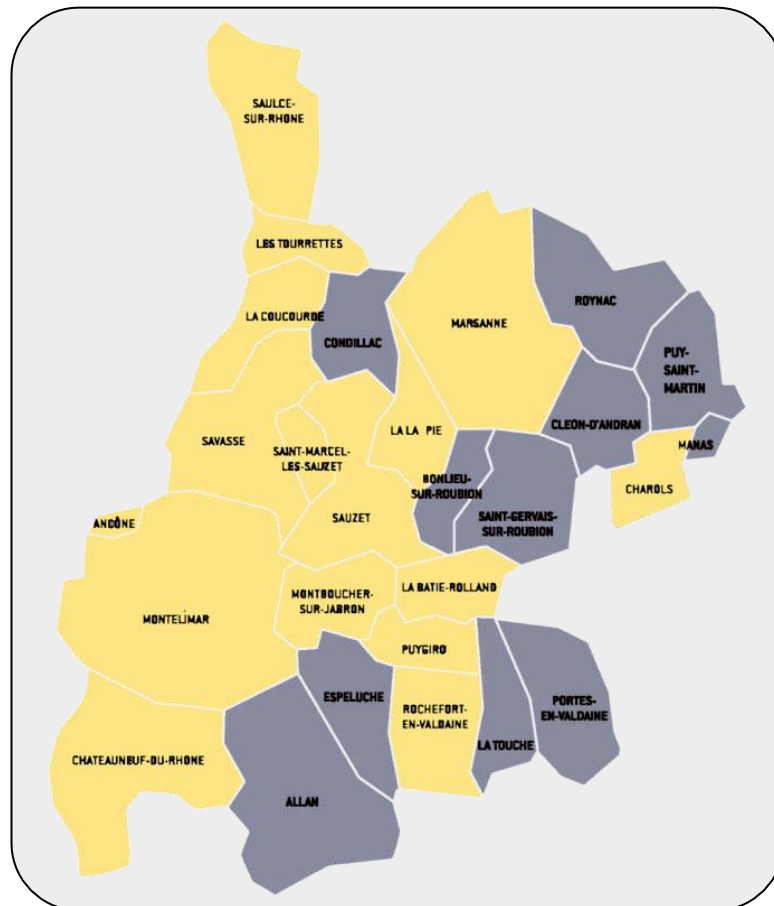 SAULCE-
SUR-RHONE
LES TOURRETTES
LA COUCOURDE
CONDILLAC
MARSANNE
ROYNAC
PUY-
SAINT-
MARTIN
CLEON-D'ANDRAN
MANAS
LA LA PIE
SAVASSE
SAINT-MARCEL
LES-SAUZET
BONLIEU-
SUR-ROUBION
CHAROLS
SAUZET
SAINT-GERVAIS-
SUR-ROUBION
ANCÔNE
MONTBOUCHER-
SUR-JABRON
LA BATIE-ROLLAND
MONTELIMAR
PUYGIRO
ESPELUCHE
ROCHEFORT-
EN-VALDAINE
PORTES-
EN-VALDAINE
LA TOUCHE
CHATEAUNEUF-DU-RHÔNE
ALLAN